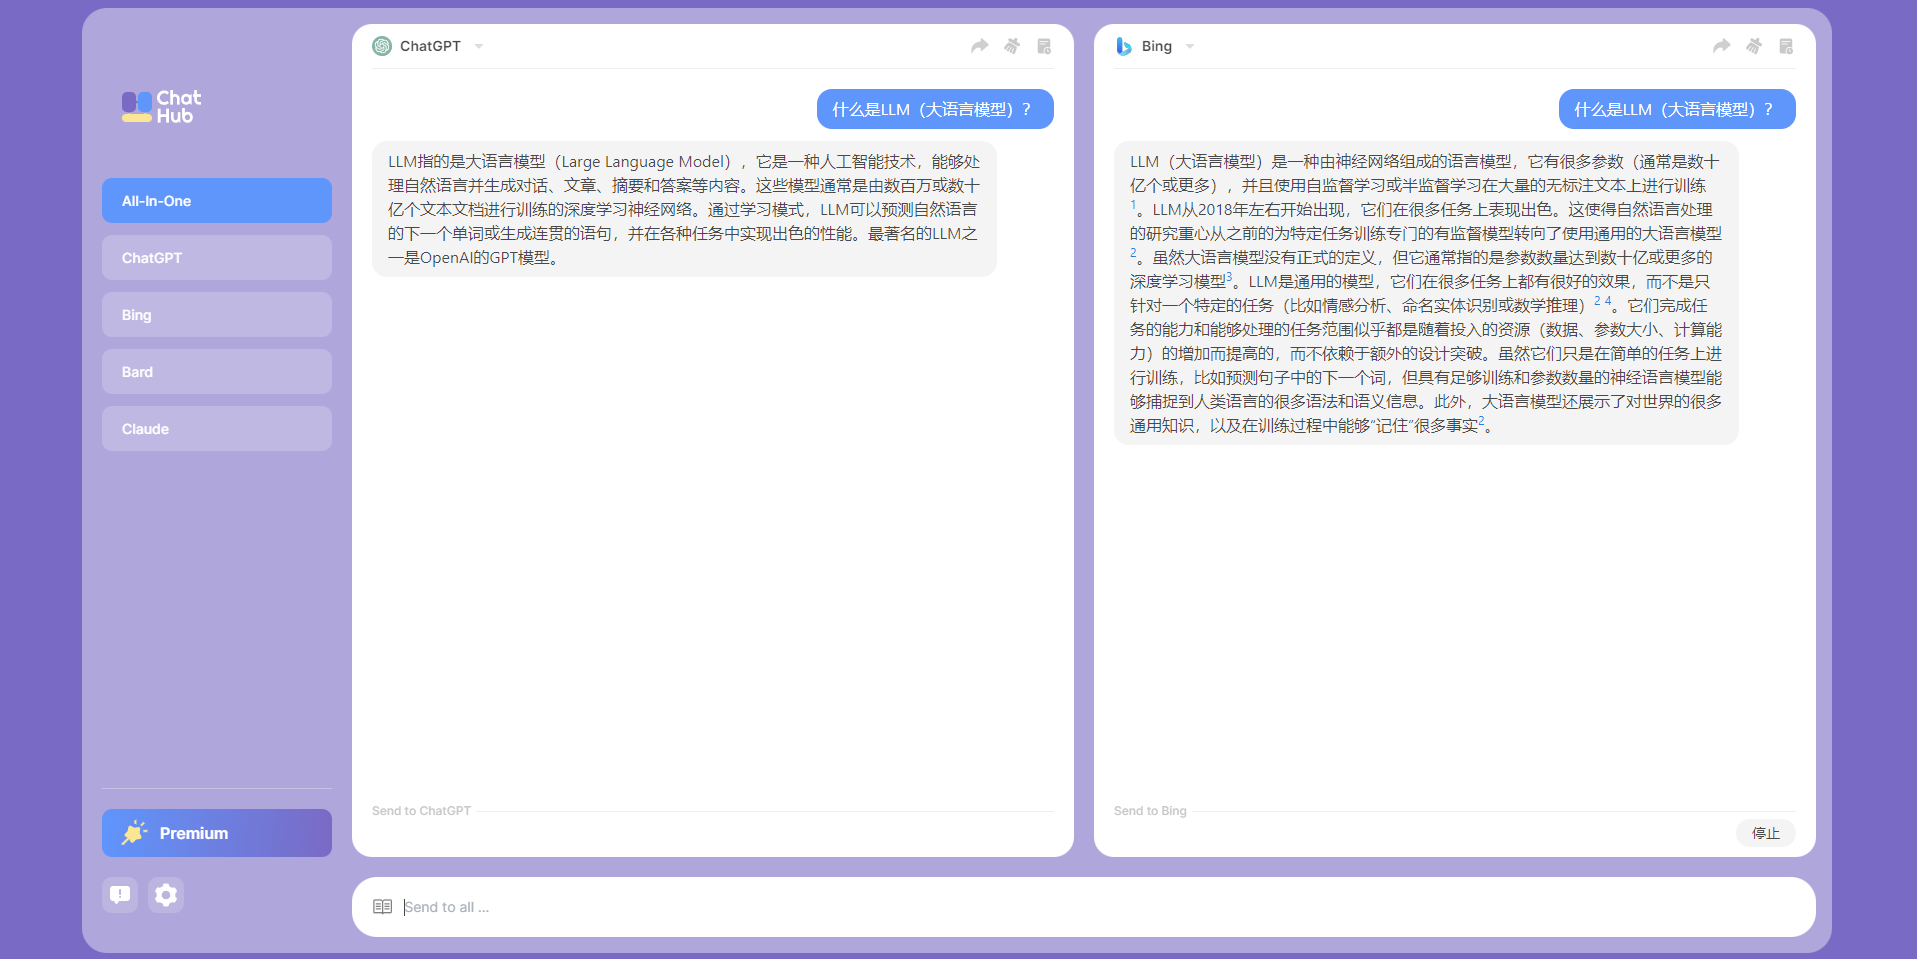 Chat
Hub
All-In-One
ChatGPT
Bing
Bard
Claude
Premium
ChatGPT
什么是LLM（大语言模型）？
LLM指的是大语言模型（Large Language Model），它是一种人工智能技术，能够处
理自然语言并生成对话、文章、摘要和答案等内容。这些模型通常是由数百万或数十
亿个文本文档进行训练的深度学习神经网络。通过学习模式，LLM可以预测自然语言
的下一个单词或生成连贯的语句，并在各种任务中实现出色的性能。最著名的LLM之
一是OpenAI的GPT模型。
Send to ChatGPT
Bing
什么是LLM（大语言模型）？
LLM（大语言模型）是一种由神经网络组成的语言模型，它有很多参数（通常是数十
亿个或更多），并且使用自监督学习或半监督学习在大量的无标注文本上进行训练
1。LLM从2018年左右开始出现，它们在很多任务上表现出色。这使得自然语言处理
的研究重心从之前的为特定任务训练专门的有监督模型转向了使用通用的大语言模型
2。虽然大语言模型没有正式的定义，但它通常指的是参数数量达到数十亿或更多的
深度学习模型3。LLM是通用的模型，它们在很多任务上都有很好的效果，而不是只
针对一个特定的任务（比如情感分析、命名实体识别或数学推理）2 4。它们完成任
务的能力和能够处理的任务范围似乎都是随着投入的资源（数据、参数大小、计算能
力）的增加而提高的，而不依赖于额外的设计突破。虽然它们只是在简单的任务上进
行训练，比如预测句子中的下一个词，但具有足够训练和参数数量的神经语言模型能
够捕捉到人类语言的很多语法和语义信息。此外，大语言模型还展示了对世界的很多
通用知识，以及在训练过程中能够“记住”很多事实2。
Send to Bing
停止
Send to all ...